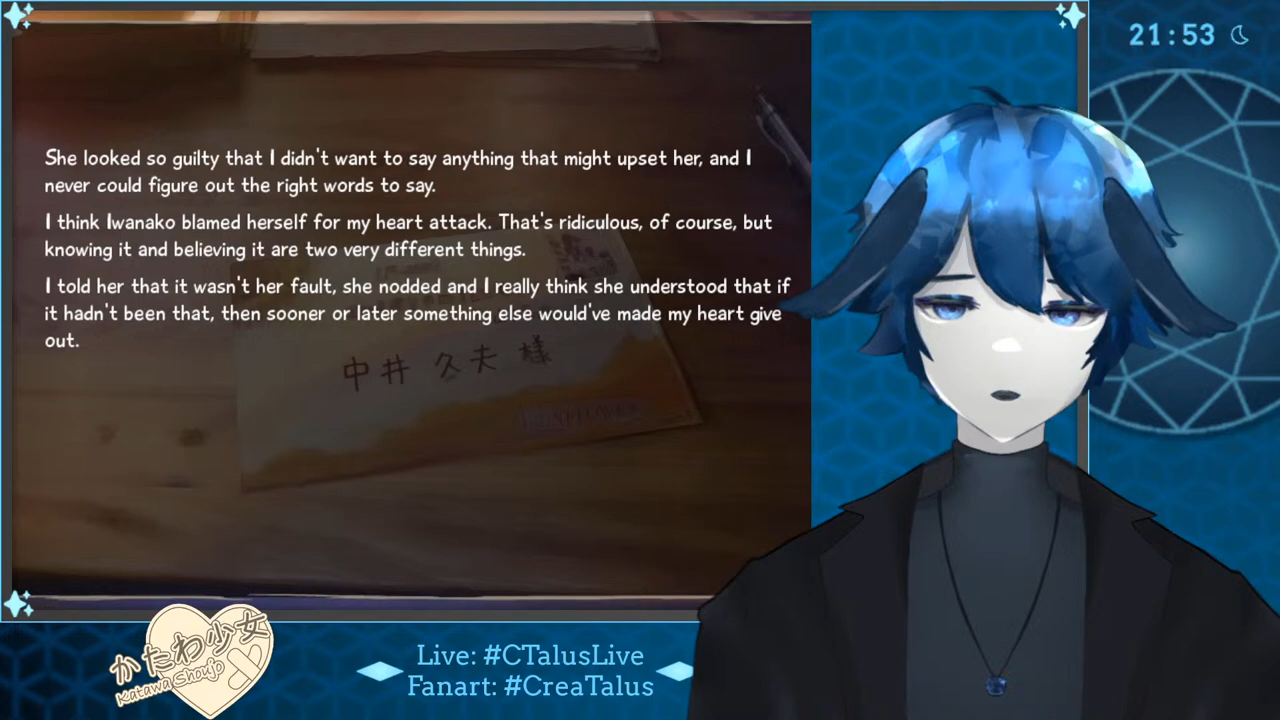 21:53
She looked so guilty that I didn't want to say anything that might upset her, and I
never could figure out the right words to say.
I think Iwanako blamed herself for my heart attack. That's ridiculous, of course, but
knowing it and believing it are two very different things.
I told her that it wasn't her fault, she nodded and I really think she understood that if
it hadn't been that, then sooner or later something else would've made my heart give
out.
中井 久夫 様
かたわ少女
Katawa Shoujo
Live: #CTalusLive
Fanart: #CreaTalus